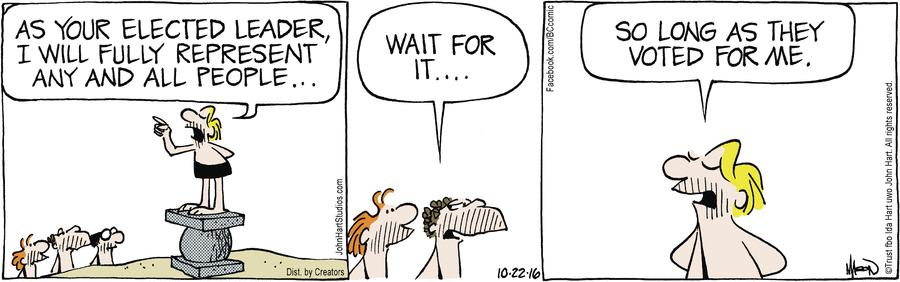 AS YOUR ELECTED LEADER,
I WILL FULLY REPRESENT
ANY AND ALL PEOPLE...
JohnHartStudios.com
Dist. by Creators
WAIT FOR
IT....
10-22-16
Facebook.com/BCcomic
SO LONG AS THEY
VOTED FOR ME.
©Trust fbo Ida Hart uwo John Hart. All rights reserved.